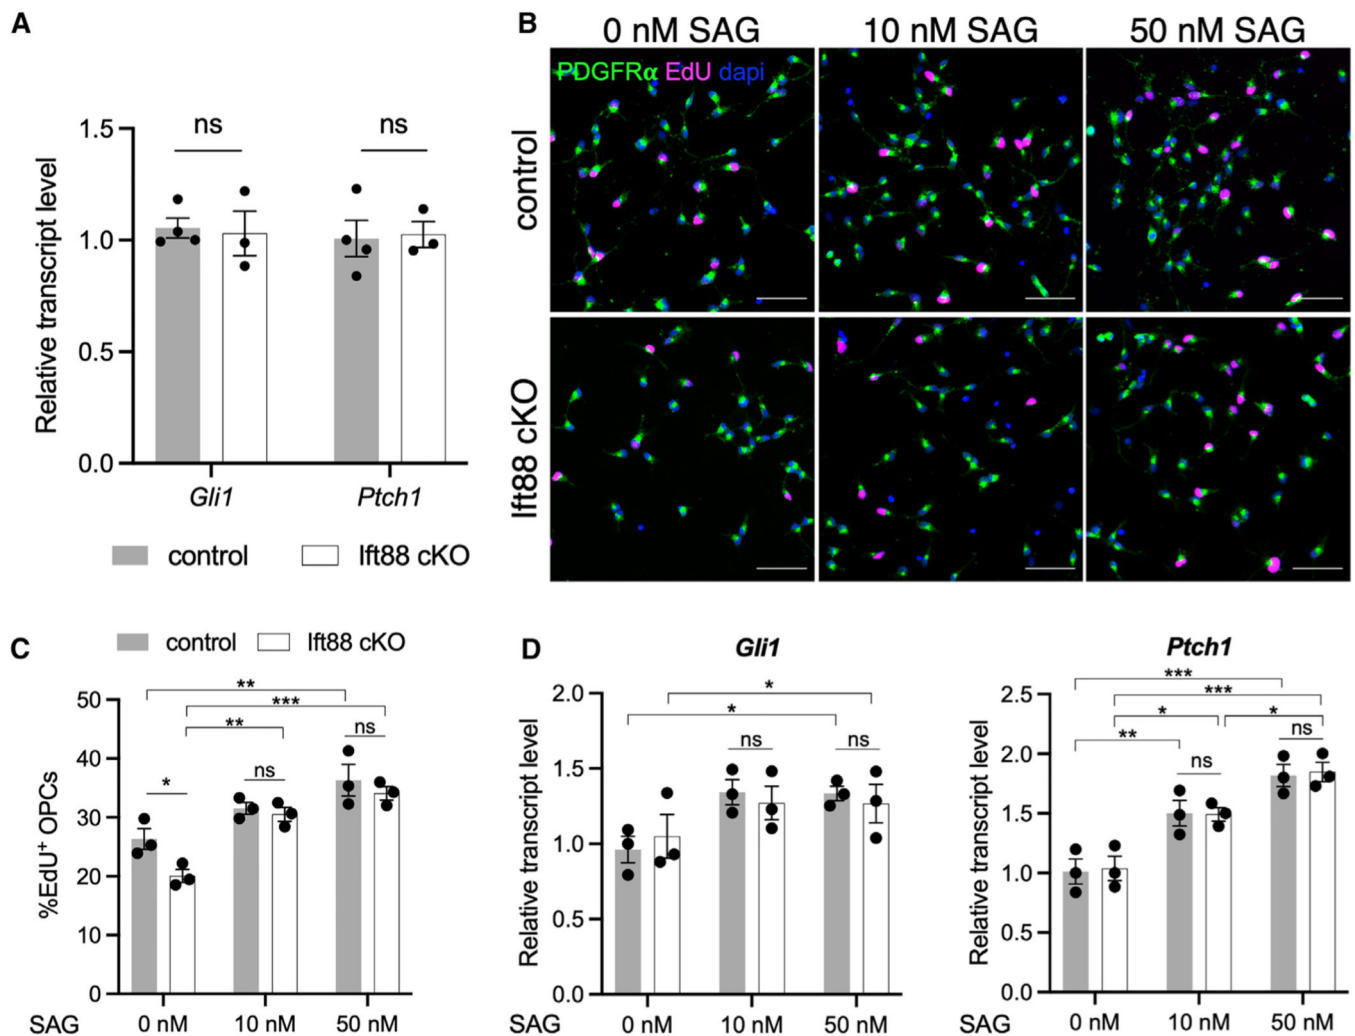 A
Relative transcript level
1.5
1.0
0.5
0.0
ns
ns
Gli1
Ptch1
control
Ift88 cKO
B
0 nM SAG
10 nM SAG
50 nM SAG
PDGFRα EdU dapi
control
Ift88 cKO
C
control
Ift88 cKO
%EdU⁺ OPCs
50
40
30
20
10
0
**
***
**
*
ns
ns
SAG
0 nM
10 nM
50 nM
D
Gli1
Relative transcript level
2.0
1.5
1.0
0.5
0.0
*
*
ns
ns
SAG
0 nM
10 nM
50 nM
Ptch1
Relative transcript level
2.5
2.0
1.5
1.0
0.5
0.0
***
***
*
*
**
ns
ns
SAG
0 nM
10 nM
50 nM